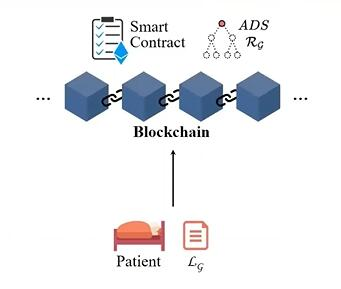 Smart
Contract
ADS
𝓡_𝒢
...
...
Blockchain
Patient
𝓛_𝒢